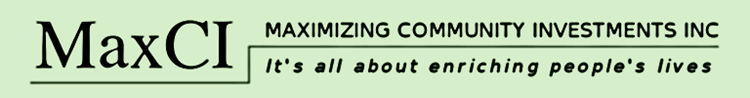 MaxCI
MAXIMIZING COMMUNITY INVESTMENTS INC
It's all about enriching people's lives